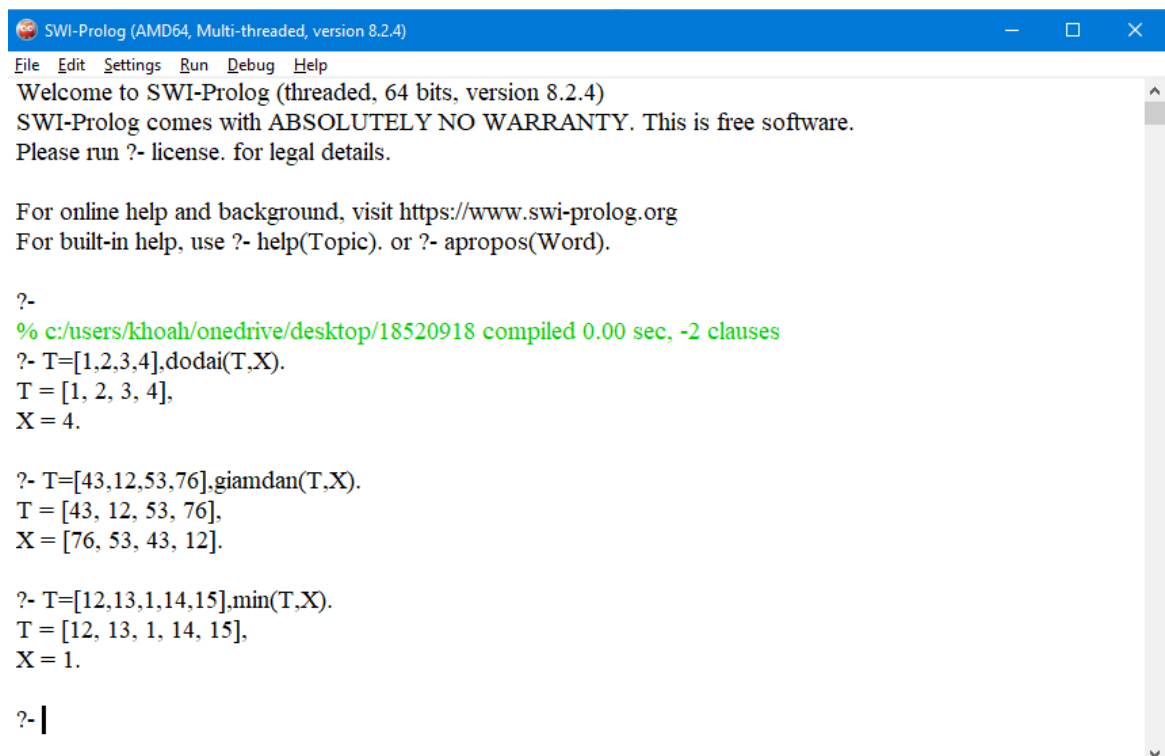 SWI-Prolog (AMD64, Multi-threaded, version 8.2.4)
File Edit Settings Run Debug Help
Welcome to SWI-Prolog (threaded, 64 bits, version 8.2.4)
SWI-Prolog comes with ABSOLUTELY NO WARRANTY. This is free software.
Please run ?- license. for legal details.
For online help and background, visit https://www.swi-prolog.org
For built-in help, use ?- help(Topic). or ?- apropos(Word).
?-
% c:/users/khoah/onedrive/desktop/18520918 compiled 0.00 sec, -2 clauses
?- T=[1,2,3,4],dodai(T,X).
T = [1, 2, 3, 4],
X = 4.
?- T=[43,12,53,76],giamdan(T,X).
T = [43, 12, 53, 76],
X = [76, 53, 43, 12].
?- T=[12,13,1,14,15],min(T,X).
T = [12, 13, 1, 14, 15],
X = 1.
?-